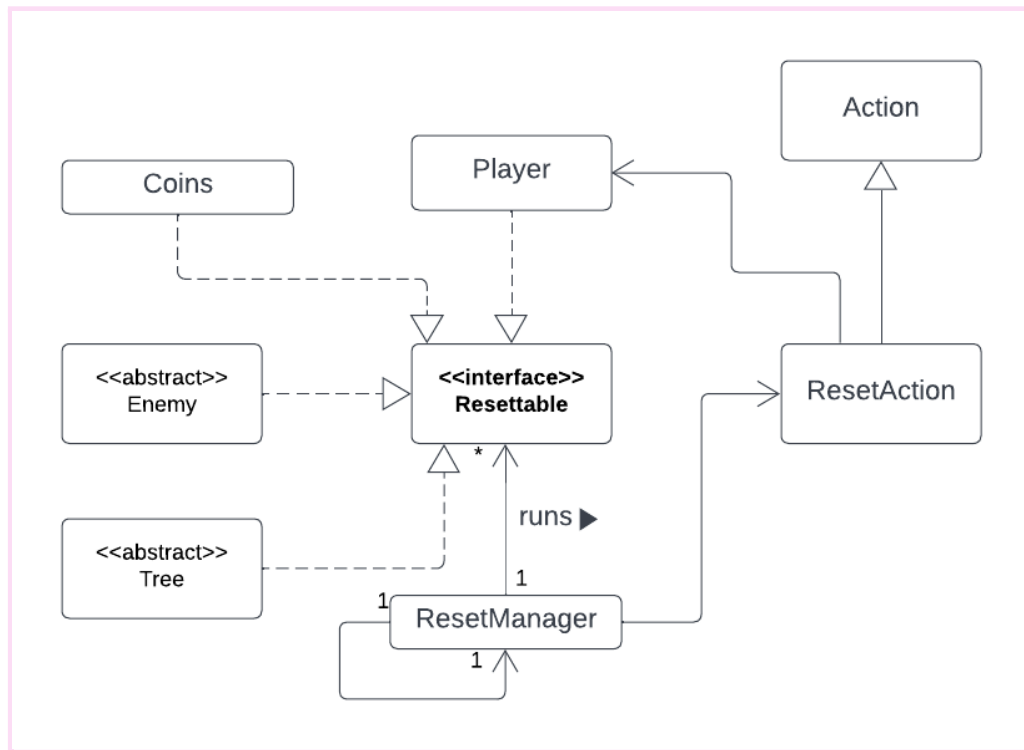 Action
Player
Coins
<<abstract>>
Enemy
<<interface>>
Resettable
ResetAction
*
runs ▶
<<abstract>>
Tree
1
1
ResetManager
1